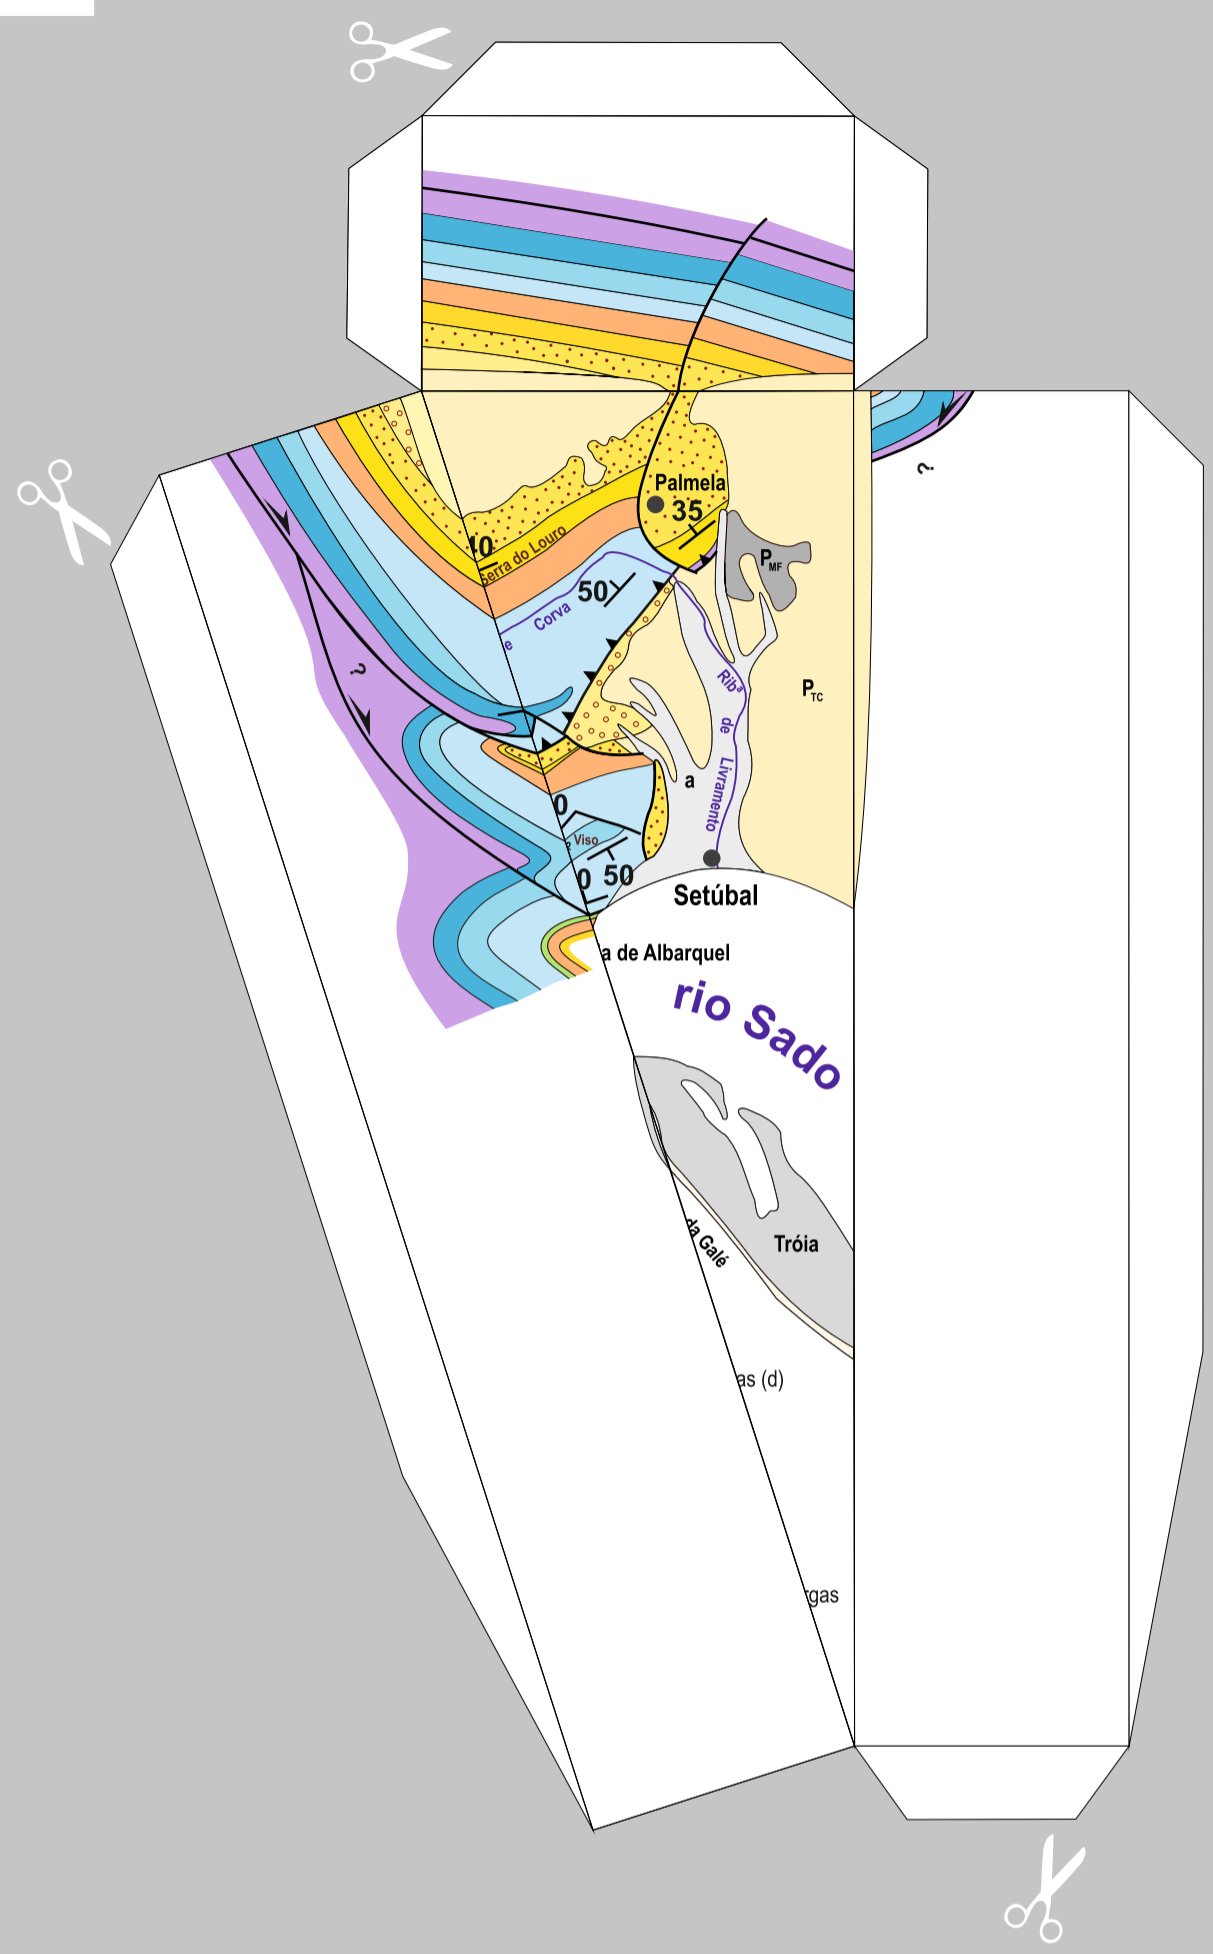 ?
Palmela
35
40
Serra do Louro
P MF
50
Corva
e
?
Ribª
de
Livramento
P TC
a
0
2
Viso
0
50
Setúbal
a de Albarquel
rio Sado
da Galé
Tróia
as (d)
rgas